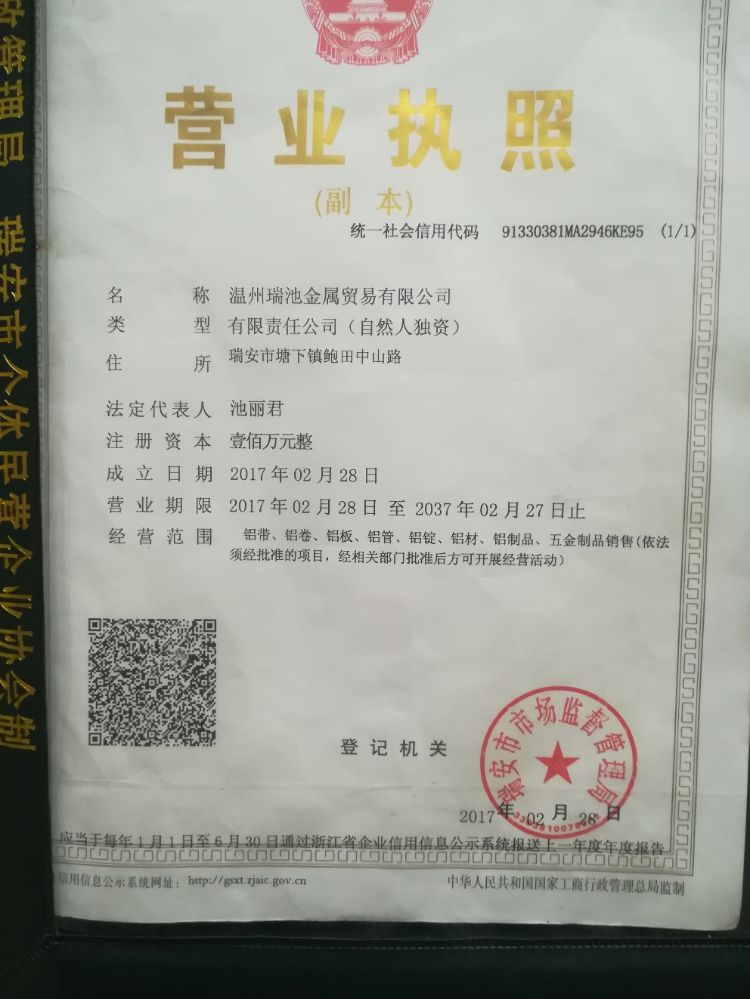 营业执照
(副 本)
统一社会信用代码 91330381MA2946KE95 (1/1)
名 称 温州瑞池金属贸易有限公司
类 型 有限责任公司（自然人独资）
住 所 瑞安市塘下镇鲍田中山路
法定代表人 池丽君
注册资本 壹佰万元整
成立日期 2017年02月28日
营业期限 2017年02月28日 至 2037年02月27日止
经营范围 铝带、铝卷、铝板、铝管、铝锭、铝材、铝制品、五金制品销售(依法
须经批准的项目，经相关部门批准后方可开展经营活动)
登记机关
瑞安市市场监督管理局
2017年02月28日
应当于每年1月1日至6月30日通过浙江省企业信用信息公示系统报送上一年度年度报告
信用信息公示系统网址：http://gsxt.zjaic.gov.cn
中华人民共和国国家工商行政管理总局监制
政管理局 瑞安市个体民营企业协会制